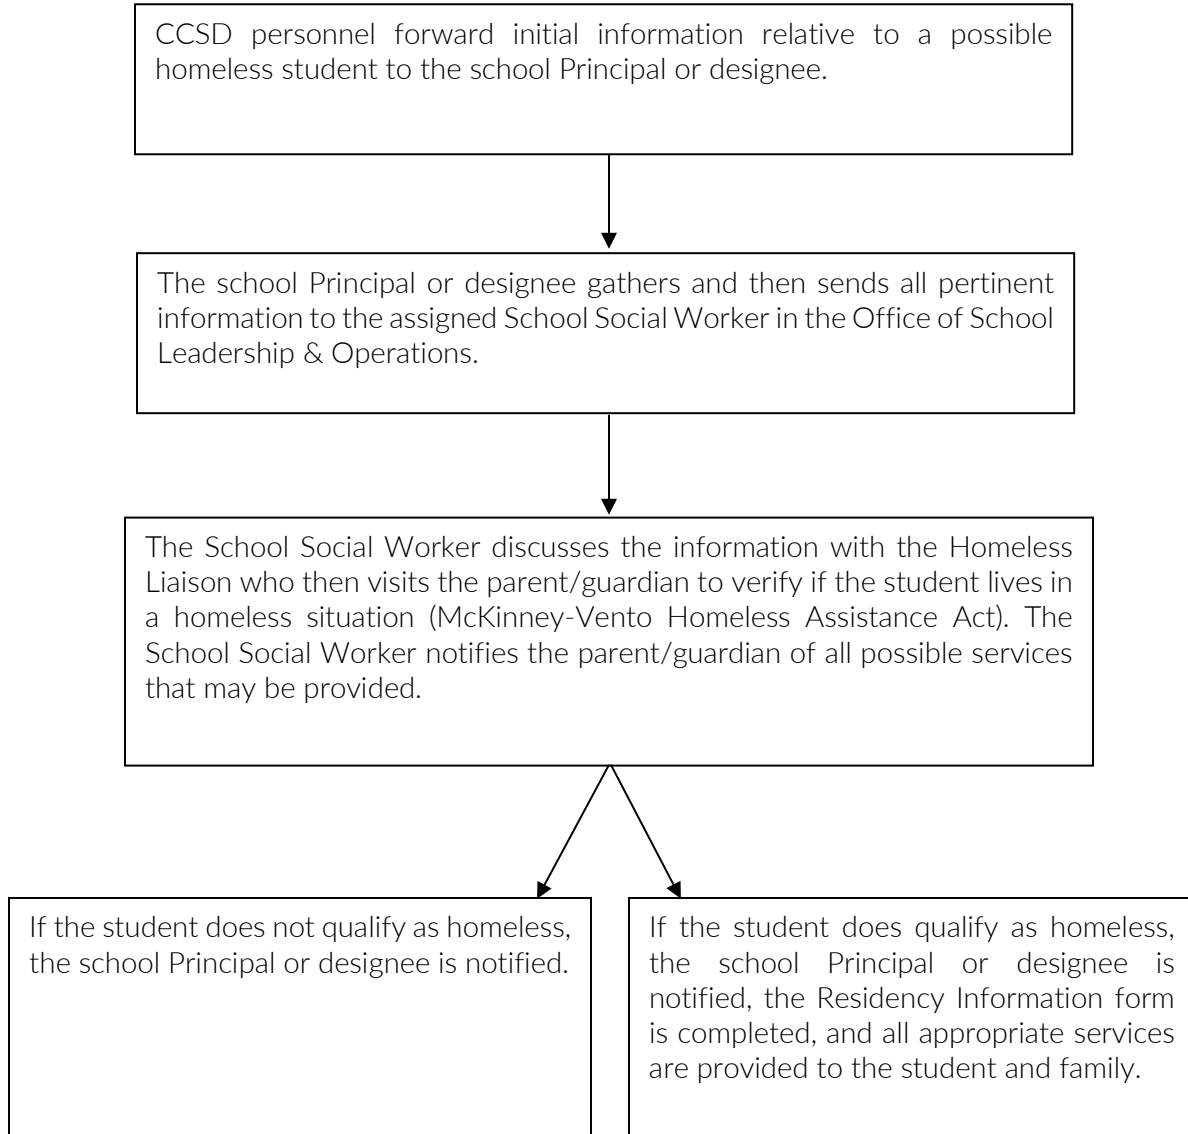 CCSD personnel forward initial information relative to a possible
homeless student to the school Principal or designee.
The school Principal or designee gathers and then sends all pertinent
information to the assigned School Social Worker in the Office of School
Leadership & Operations.
The School Social Worker discusses the information with the Homeless
Liaison who then visits the parent/guardian to verify if the student lives in
a homeless situation (McKinney-Vento Homeless Assistance Act). The
School Social Worker notifies the parent/guardian of all possible services
that may be provided.
If the student does not qualify as homeless,
the school Principal or designee is notified.
If the student does qualify as homeless,
the school Principal or designee is
notified, the Residency Information form
is completed, and all appropriate services
are provided to the student and family.